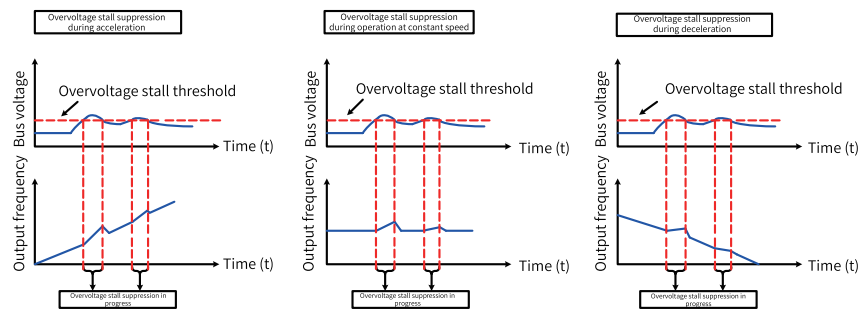 Overvoltage stall suppression
during acceleration
Bus voltage
Overvoltage stall threshold
Time (t)
Output frequency
Time (t)
Overvoltage stall suppression in
progress
Overvoltage stall suppression
during operation at constant speed
Bus voltage
Overvoltage stall threshold
Time (t)
Output frequency
Time (t)
Overvoltage stall suppression in
progress
Overvoltage stall suppression
during deceleration
Bus voltage
Overvoltage stall threshold
Time (t)
Output frequency
Time (t)
Overvoltage stall suppression in
progress